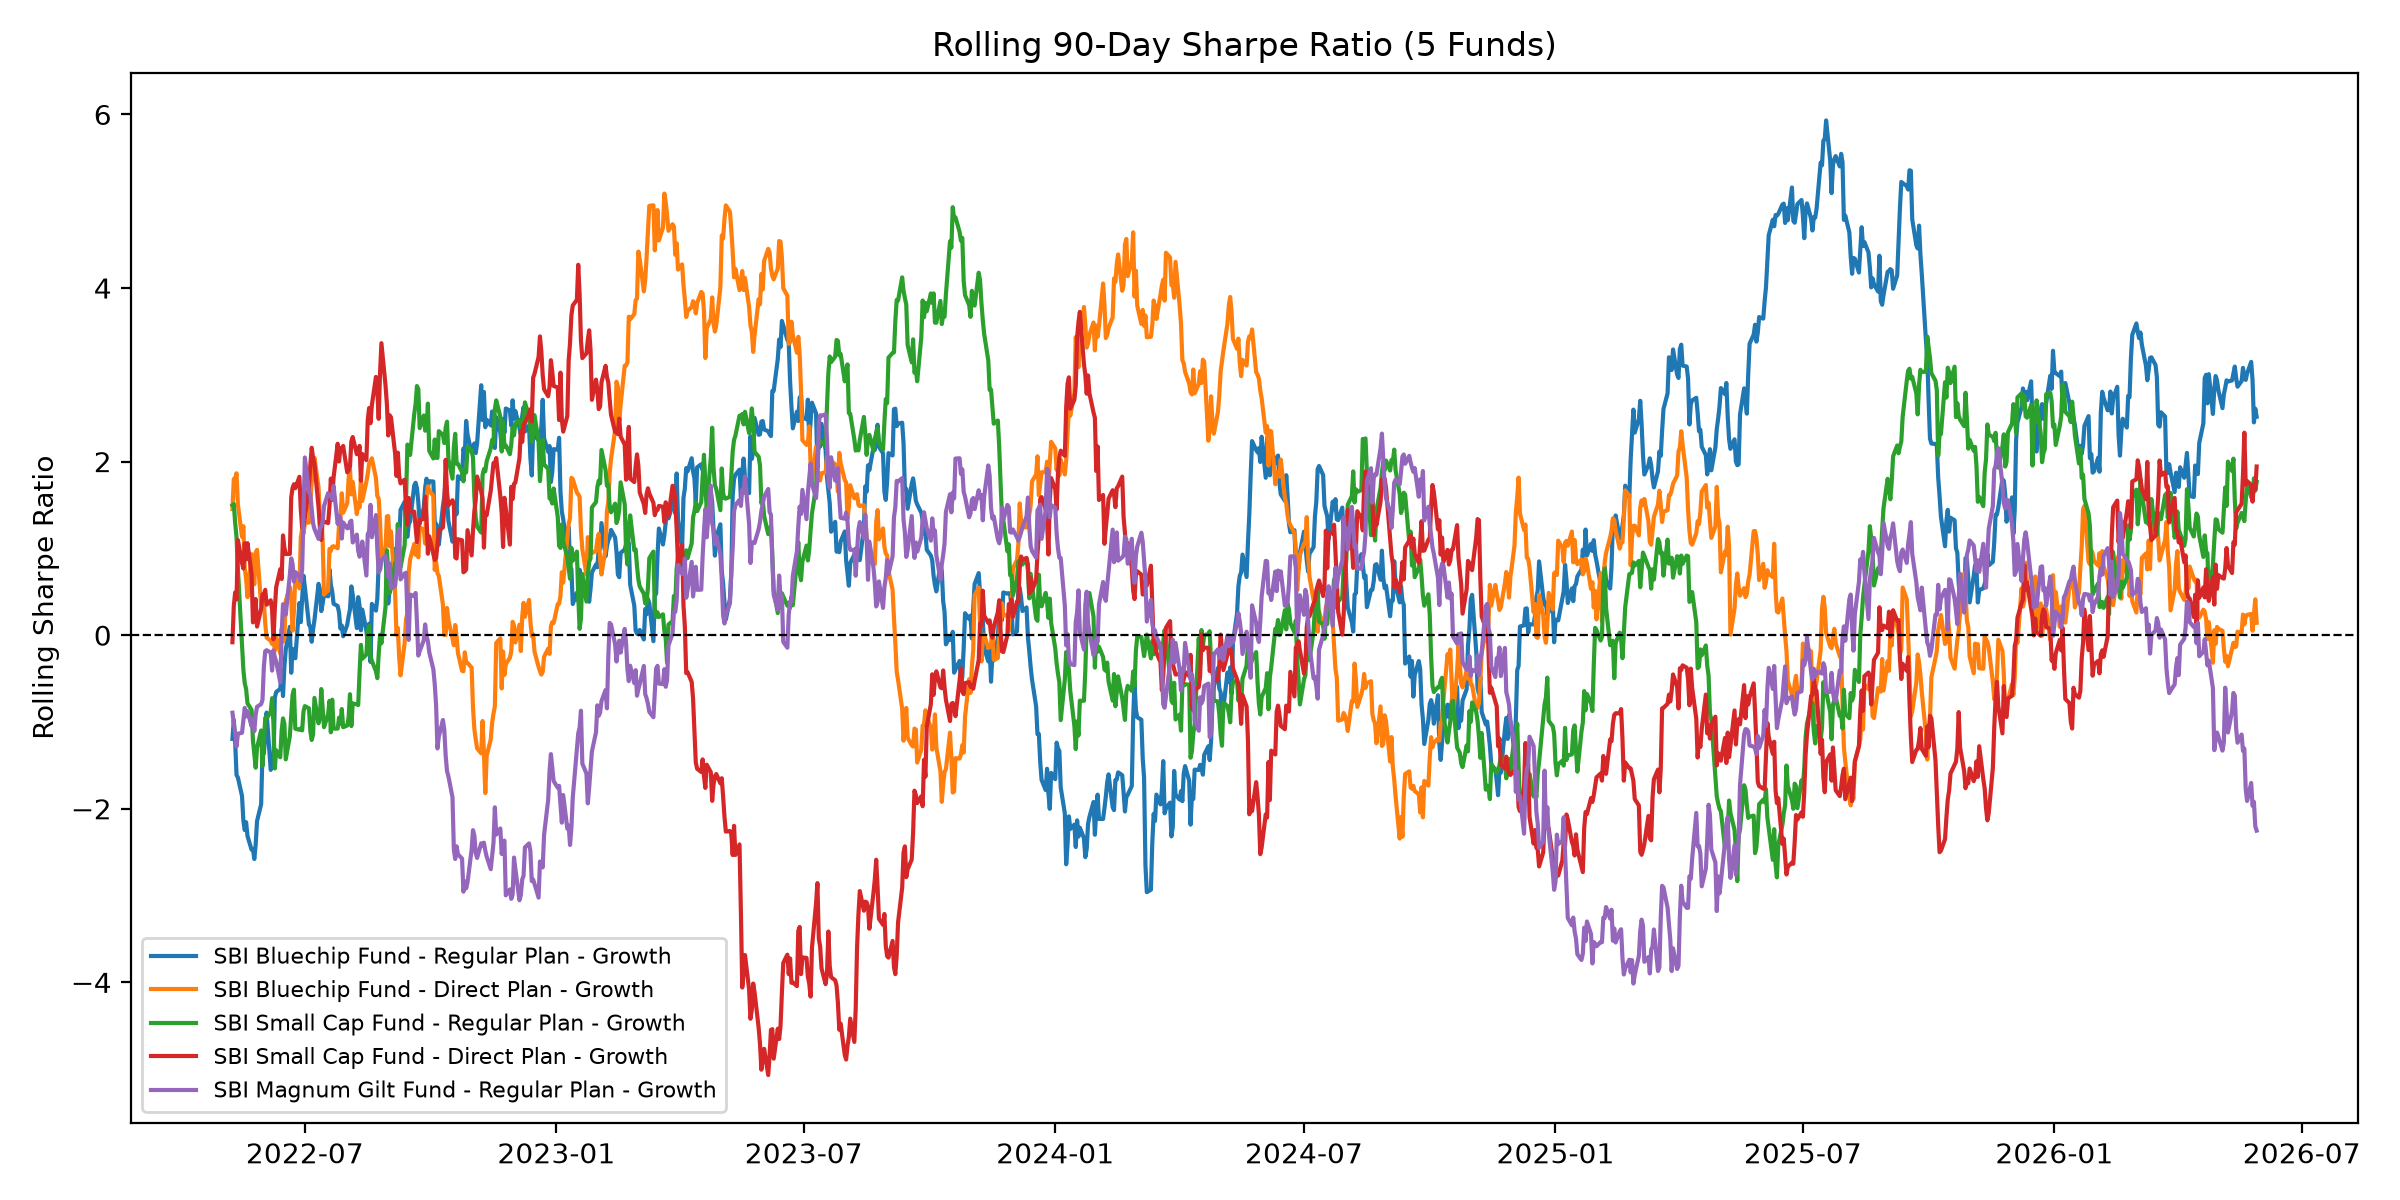 Rolling 90-Day Sharpe Ratio (5 Funds)
Rolling Sharpe Ratio
6
4
2
0
−2
−4
SBI Bluechip Fund - Regular Plan - Growth
SBI Bluechip Fund - Direct Plan - Growth
SBI Small Cap Fund - Regular Plan - Growth
SBI Small Cap Fund - Direct Plan - Growth
SBI Magnum Gilt Fund - Regular Plan - Growth
2022-07 2023-01 2023-07 2024-01 2024-07 2025-01 2025-07 2026-01 2026-07